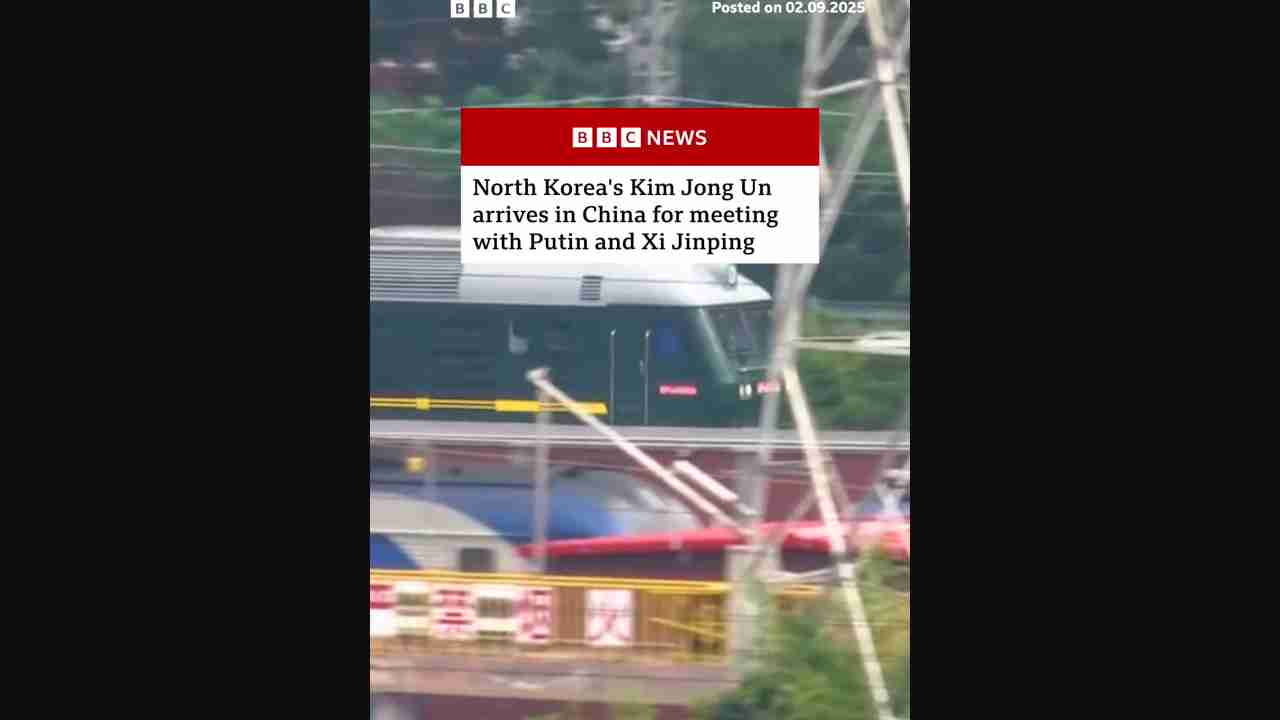 BBC
Posted on 02.09.2025
BBC NEWS
North Korea's Kim Jong Un
arrives in China for meeting
with Putin and Xi Jinping